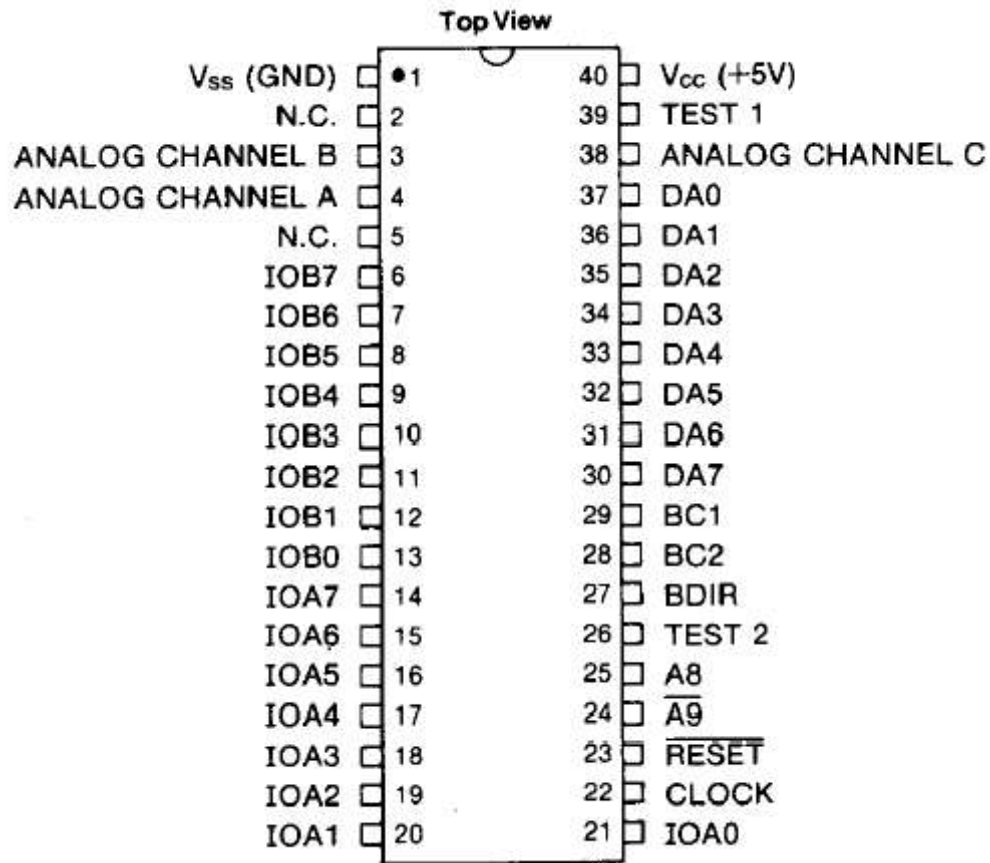 Top View
V_SS (GND) 1 40 V_CC (+5V)
N.C. 2 39 TEST 1
ANALOG CHANNEL B 3 38 ANALOG CHANNEL C
ANALOG CHANNEL A 4 37 DA0
N.C. 5 36 DA1
IOB7 6 35 DA2
IOB6 7 34 DA3
IOB5 8 33 DA4
IOB4 9 32 DA5
IOB3 10 31 DA6
IOB2 11 30 DA7
IOB1 12 29 BC1
IOB0 13 28 BC2
IOA7 14 27 BDIR
IOA6 15 26 TEST 2
IOA5 16 25 A8
IOA4 17 24 A̅9̅
IOA3 18 23 R̅E̅S̅E̅T̅
IOA2 19 22 CLOCK
IOA1 20 21 IOA0